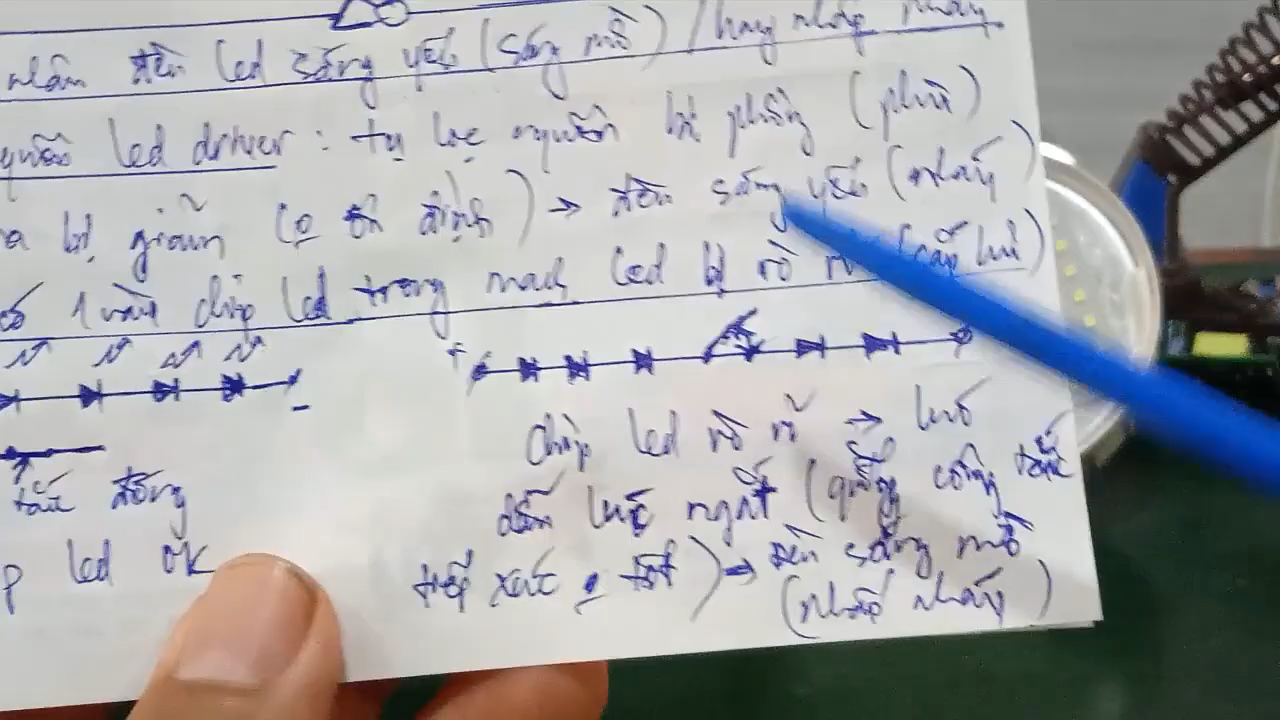 nhân đèn led sáng yếu (sáng mờ) / hay nhấp nháy
nguồn led driver: tụ lọc nguồn bị phồng (phù)
bị giảm (o ổn định) → đèn sáng yếu (nháy)
có 1 vài chip led trong mạch led bị rò rỉ
+
-
chip led rò rỉ → lúc
dẫn lúc ngắt (giống công tắc
tiếp xúc o tốt) → đèn sáng mờ
(nhấp nháy)
tắc đóng
p led ok